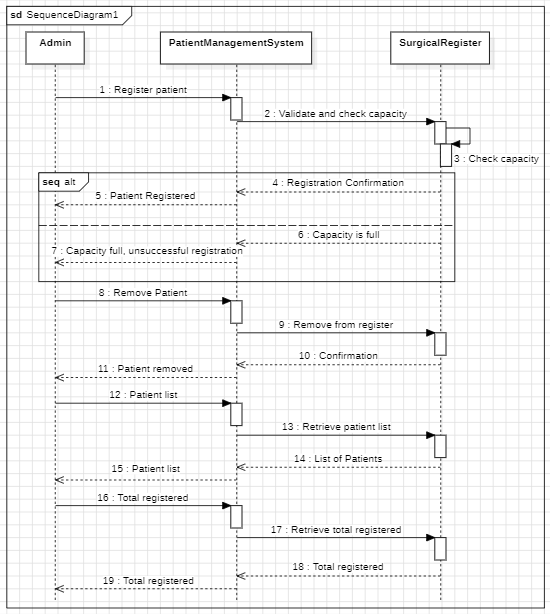 sd SequenceDiagram1
Admin
PatientManagementSystem
SurgicalRegister
1 : Register patient
2 : Validate and check capacity
3 : Check capacity
seq alt
4 : Registration Confirmation
5 : Patient Registered
6 : Capacity is full
7 : Capacity full, unsuccessful registration
8 : Remove Patient
9 : Remove from register
10 : Confirmation
11 : Patient removed
12 : Patient list
13 : Retrieve patient list
14 : List of Patients
15 : Patient list
16 : Total registered
17 : Retrieve total registered
18 : Total registered
19 : Total registered